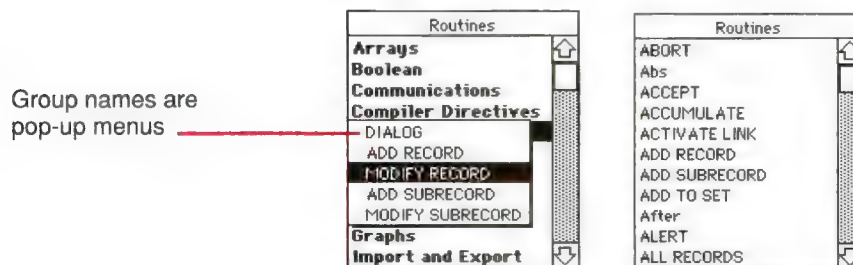 Group names are
pop-up menus
Routines
Arrays
Boolean
Communications
Compiler Directives
DIALOG
ADD RECORD
MODIFY RECORD
ADD SUBRECORD
MODIFY SUBRECORD
Graphs
Import and Export
Routines
ABORT
Abs
ACCEPT
ACCUMULATE
ACTIVATE LINK
ADD RECORD
ADD SUBRECORD
ADD TO SET
After
ALERT
ALL RECORDS